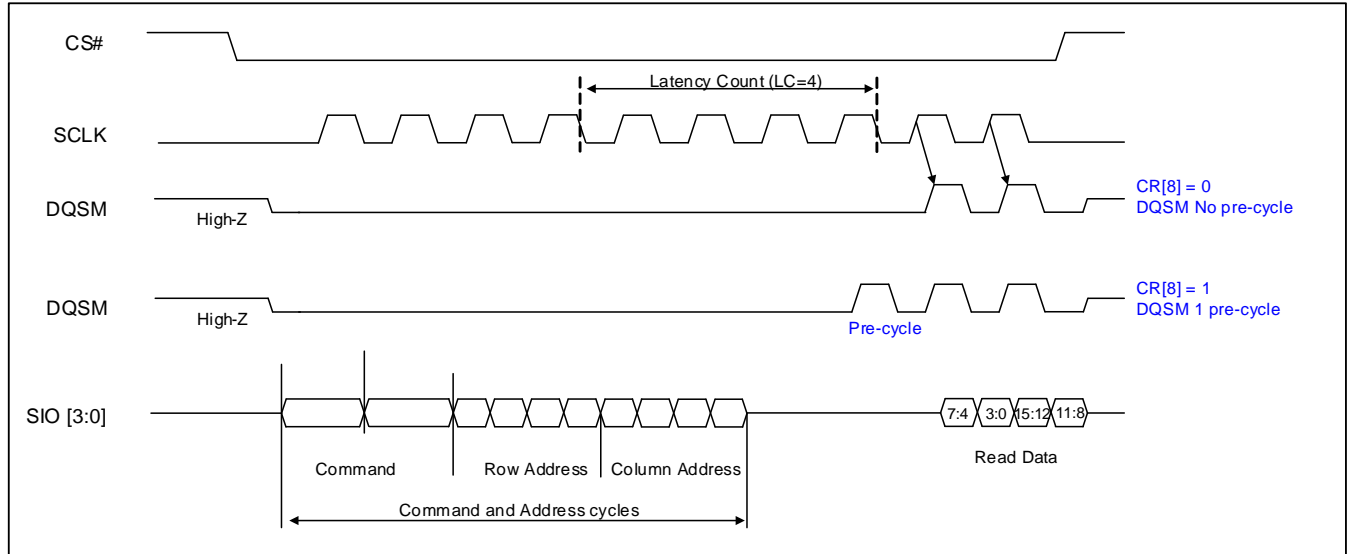 CS#
Latency Count (LC=4)
SCLK
CR[8] = 0
DQSM
DQSM No pre-cycle
High-Z
CR[8] = 1
DQSM
DQSM 1 pre-cycle
High-Z
Pre-cycle
SIO [3:0]
7:4 3:0 15:12 11:8
Command Row Address Column Address Read Data
Command and Address cycles